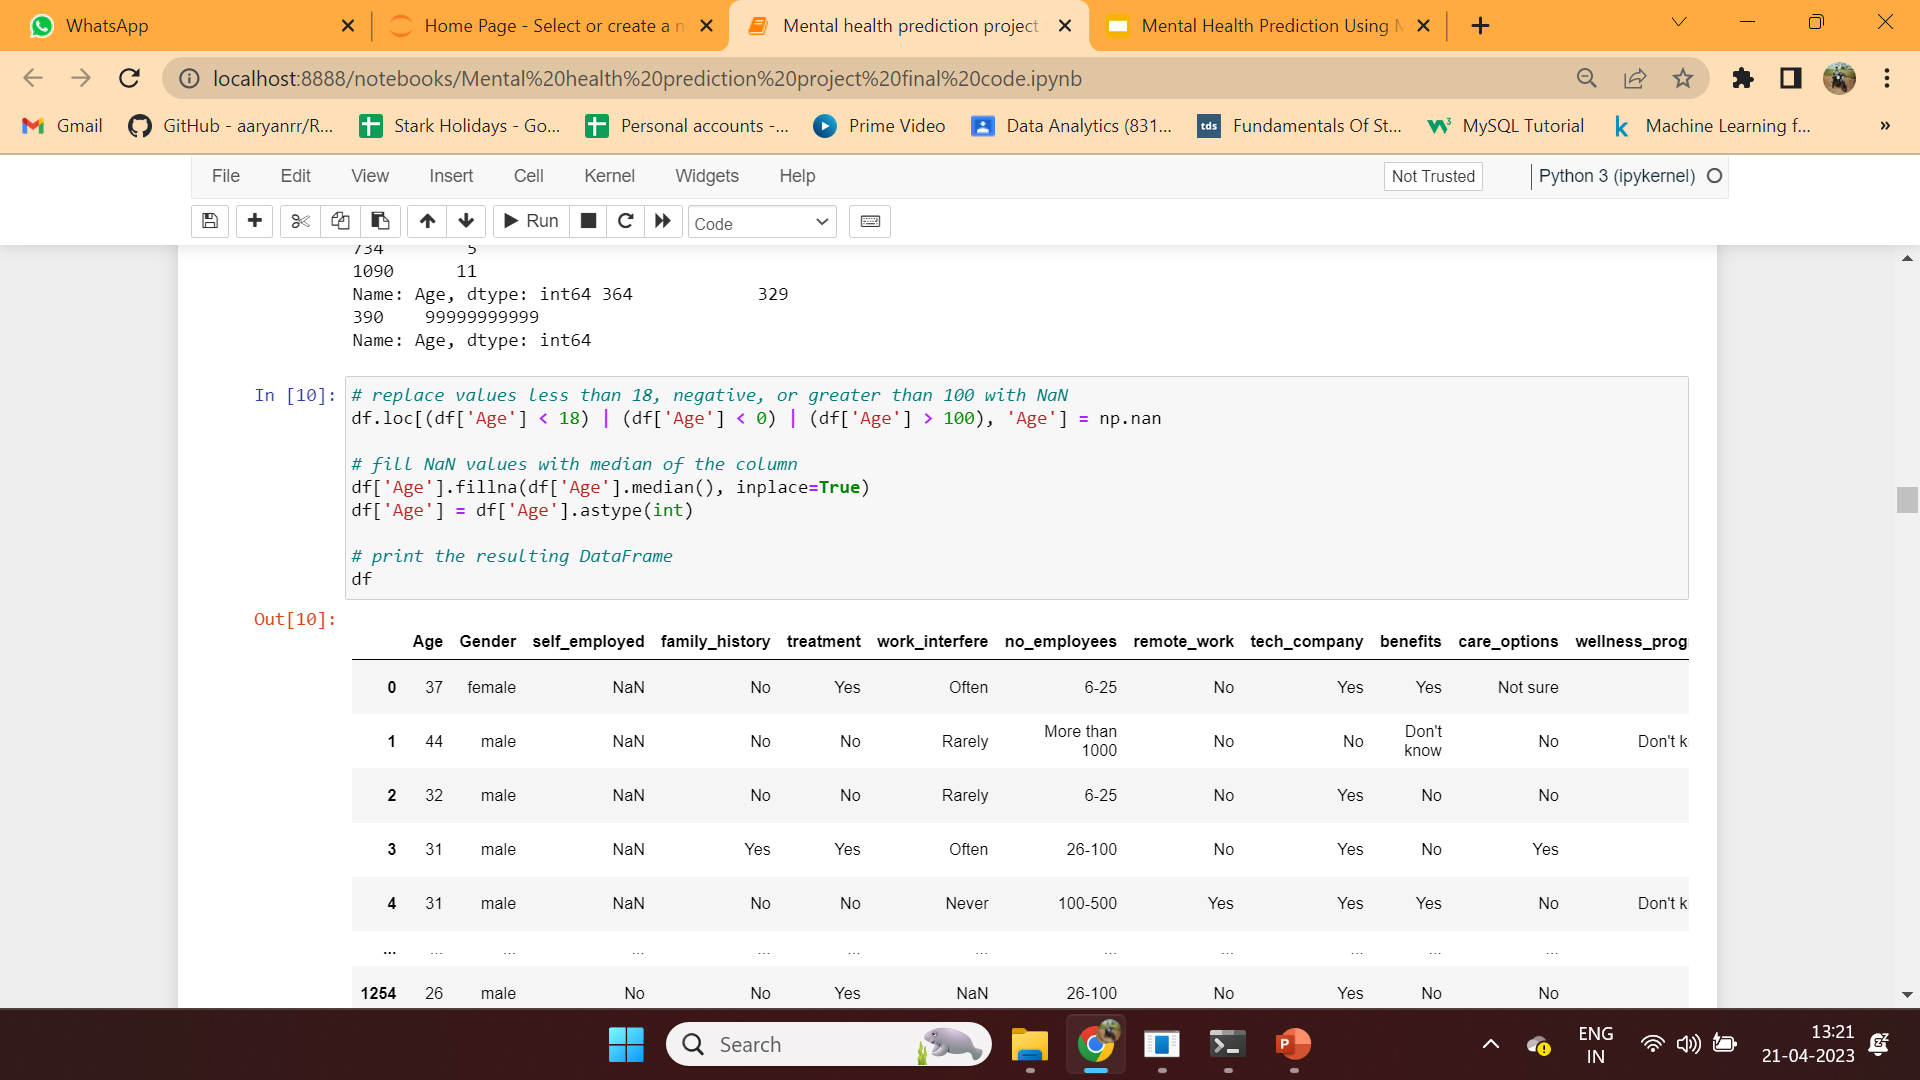 WhatsApp
Home Page - Select or create a n
Mental health prediction project
Mental Health Prediction Using M
localhost:8888/notebooks/Mental%20health%20prediction%20project%20final%20code.ipynb
Gmail
GitHub - aaryanrr/R...
Stark Holidays - Go...
Personal accounts -...
Prime Video
Data Analytics (831...
tds
Fundamentals Of St...
MySQL Tutorial
Machine Learning f...
»
File Edit View Insert Cell Kernel Widgets Help
Not Trusted
Python 3 (ipykernel)
Run
Code
734 5
1090 11
Name: Age, dtype: int64 364 329
390 99999999999
Name: Age, dtype: int64
In [10]:
# replace values less than 18, negative, or greater than 100 with NaN
df.loc[(df['Age'] < 18) | (df['Age'] < 0) | (df['Age'] > 100), 'Age'] = np.nan
# fill NaN values with median of the column
df['Age'].fillna(df['Age'].median(), inplace=True)
df['Age'] = df['Age'].astype(int)
# print the resulting DataFrame
df
Out[10]:
Age Gender self_employed family_history treatment work_interfere no_employees remote_work tech_company benefits care_options wellness_prog
0 37 female NaN No Yes Often 6-25 No Yes Yes Not sure
1 44 male NaN No No Rarely More than 1000 No No Don't know No Don't k
2 32 male NaN No No Rarely 6-25 No Yes No No
3 31 male NaN Yes Yes Often 26-100 No Yes No Yes
4 31 male NaN No No Never 100-500 Yes Yes Yes No Don't k
... ... ... ... ... ... ... ... ... ... ... ...
1254 26 male No No Yes NaN 26-100 No Yes No No
Search
P
ENG
IN
13:21
21-04-2023